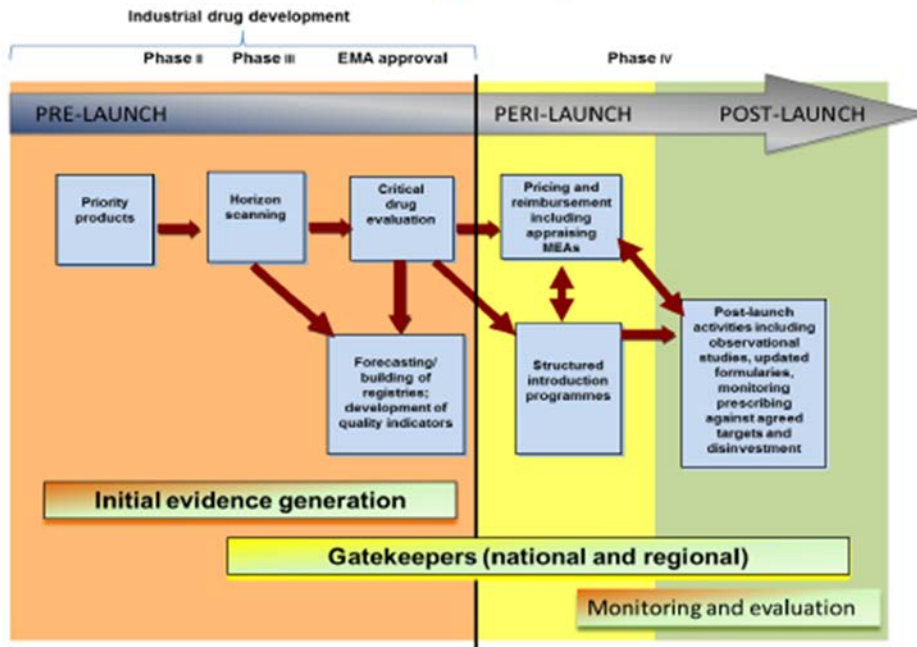 Industrial drug development
Phase II
Phase III
EMA approval
Phase IV
PRE-LAUNCH
PERI-LAUNCH
POST-LAUNCH
Priority
products
Horizon
scanning
Critical
drug
evaluation
Pricing and
reimbursement
including
appraising
MEAs
Forecasting/
building of
registries;
development of
quality indicators
Structured
introduction
programmes
Post-launch
activities including
observational
studies, updated
formularies,
monitoring
prescribing
against agreed
targets and
disinvestment
Initial evidence generation
Gatekeepers (national and regional)
Monitoring and evaluation